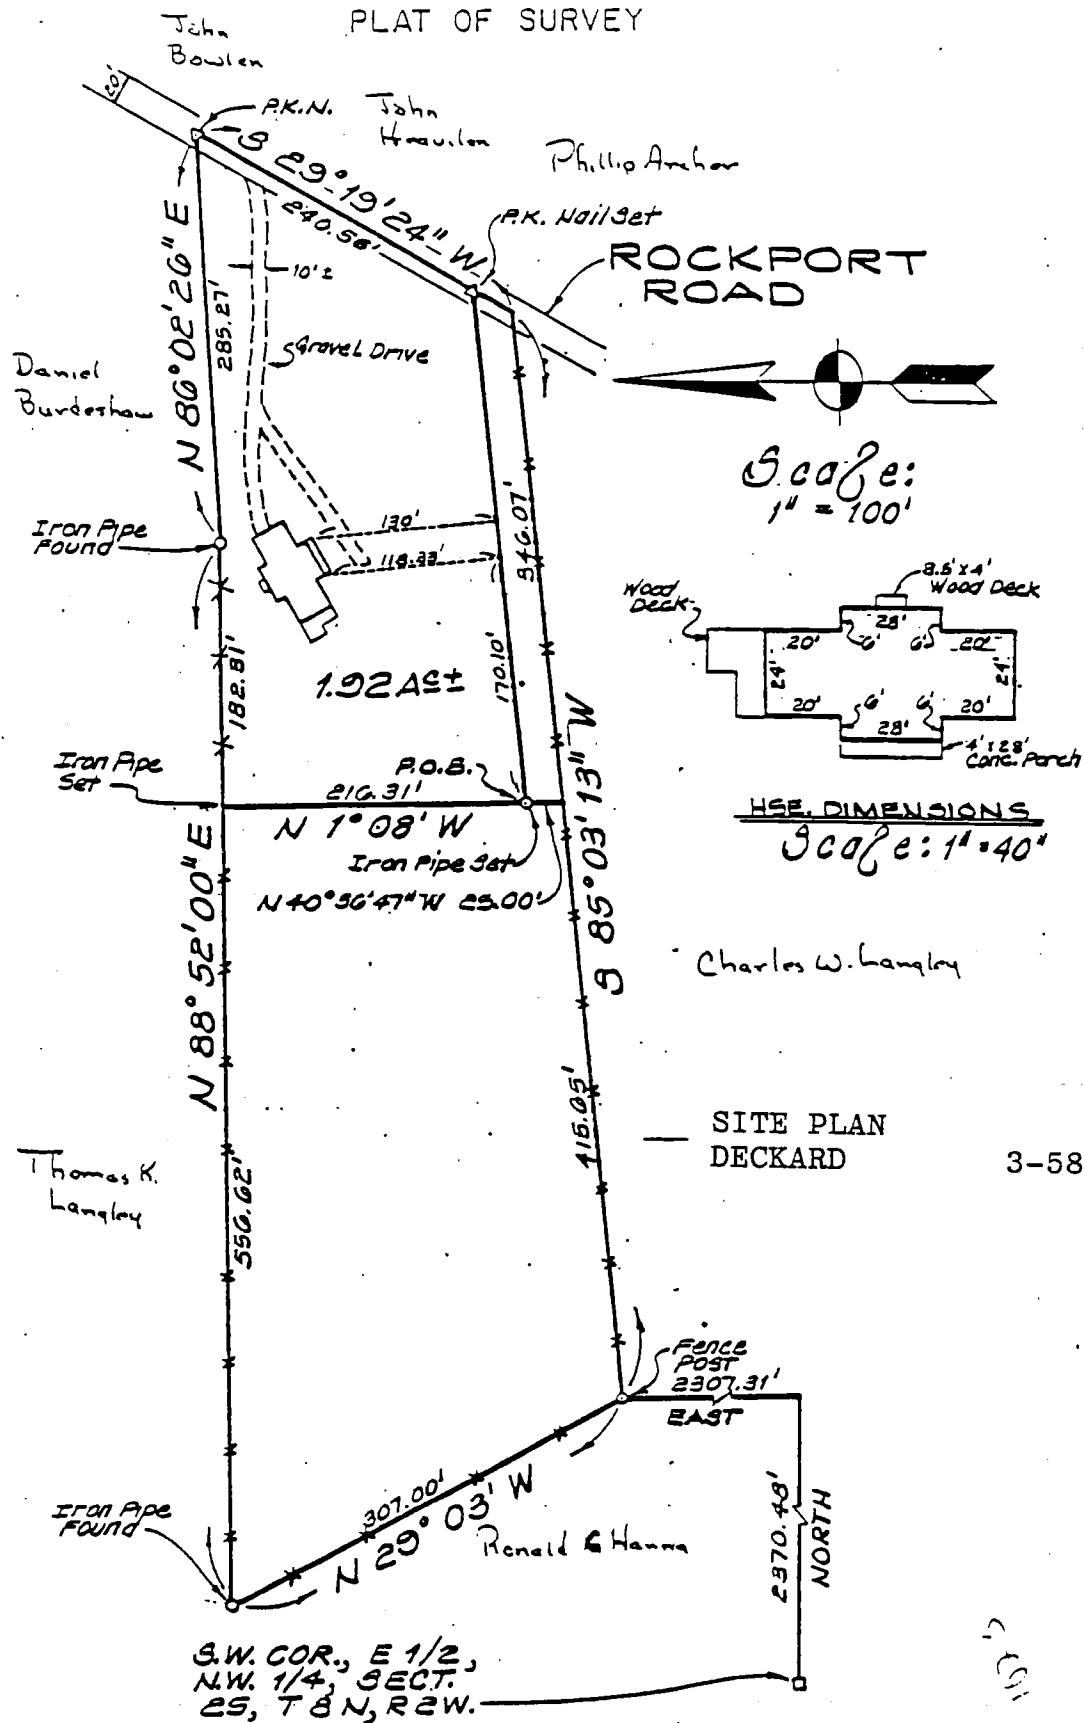 PLAT OF SURVEY
John
Bowlen
20'
P.K.N.
John
Phillip Archer
S 29° 19' 24" W
240.56'
P.K. Nail Set
ROCKPORT
ROAD
N 86° 02' 26" E
285.27'
10'±
Gravel Drive
Daniel
Burdeshaw
Scale:
1" = 100'
Iron Pipe
Found
130'
118.33'
346.07'
170.10'
182.81'
1.92 AC±
Wood
Deck
8.5' x 4'
Wood Deck
28'
20'
6'
6'
20'
24'
24'
20'
6'
6'
20'
28'
4' x 28'
Conc. Porch
Iron Pipe
Set
P.O.B.
216.31'
N 1° 08' W
Iron Pipe Set
N 40° 36' 47" W 25.00'
HSE. DIMENSIONS
Scale: 1" = 40'
N 88° 52' 00" E
S 85° 03' 13" W
Charles W. Langley
415.05'
SITE PLAN
DECKARD
3-58
Thomas K.
Langley
556.62'
Fence
Post
2307.31'
EAST
307.00'
N 29° 03' W
Ronald G Hanna
2370.48'
NORTH
Iron Pipe
Found
S.W. COR., E 1/2,
N.W. 1/4, SECT.
25, T 8 N, R 2 W.